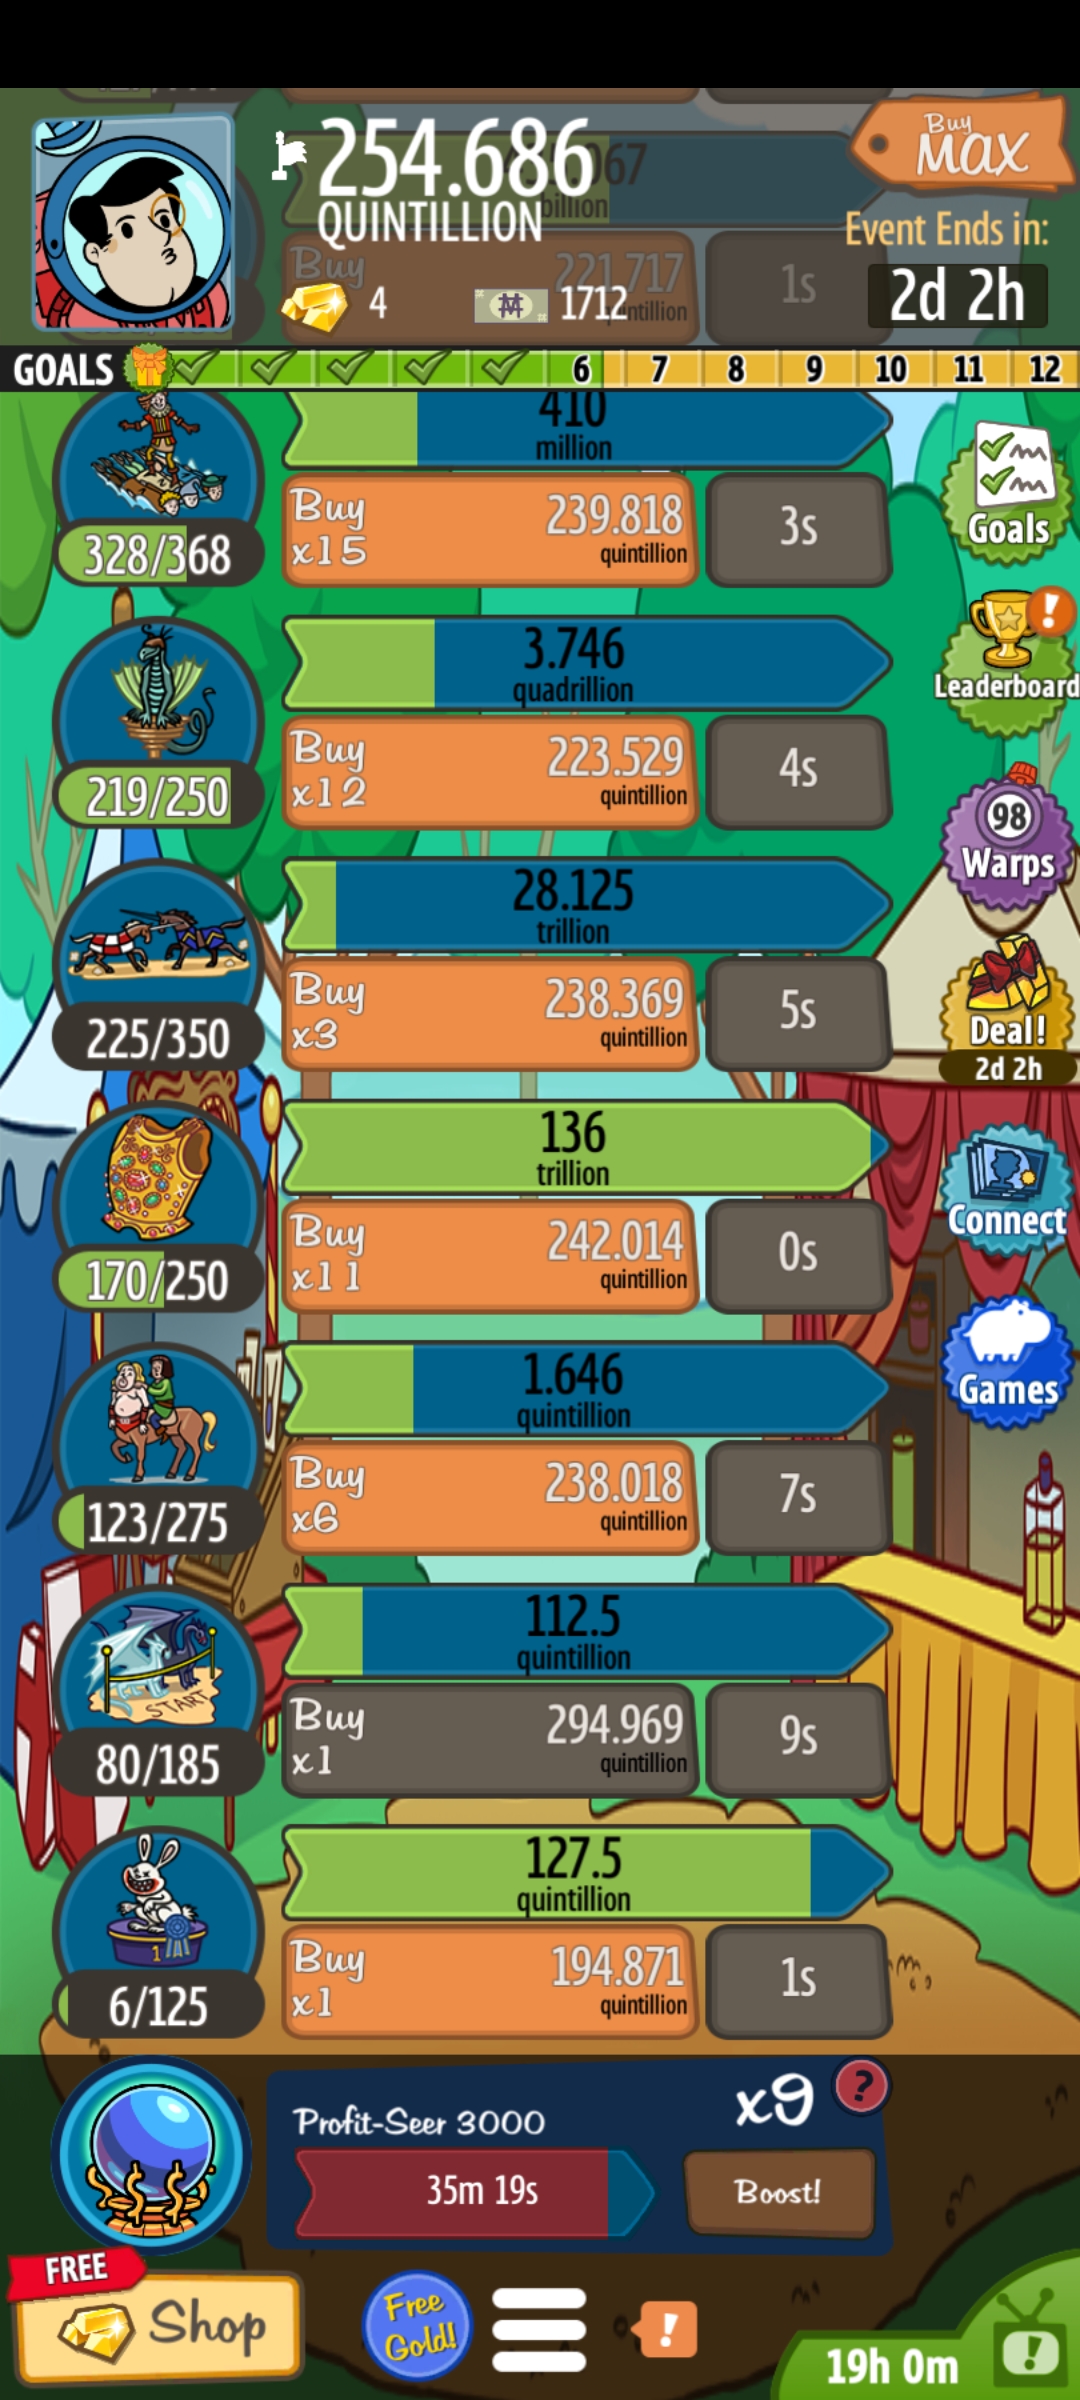 254.686
QUINTILLION
Buy
MAX
Event Ends in:
2d 2h
4
1712
billion
Buy
221.717
1s
GOALS 6 7 8 9 10 11 12
410
million
328/368
Buy
x15
239.818
quintillion
3s
Goals
3.746
quadrillion
219/250
Buy
x12
223.529
quintillion
4s
!
Leaderboard
28.125
trillion
225/350
Buy
x3
238.369
quintillion
5s
98
Warps
Deal!
2d 2h
136
trillion
170/250
Buy
x11
242.014
quintillion
0s
Connect
1.646
quintillion
123/275
Buy
x6
238.018
quintillion
7s
Games
112.5
quintillion
START
80/185
Buy
x1
294.969
quintillion
9s
127.5
quintillion
1
6/125
Buy
x1
194.871
quintillion
1s
Profit-Seer 3000
x9
?
35m 19s
Boost!
FREE
Shop
Free
Gold!
!
19h 0m
!